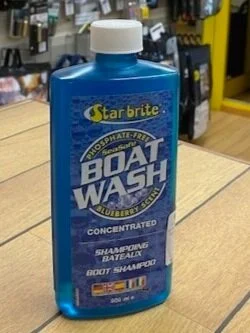 Star brite
PHOSPHATE-FREE
SeaSafe
BOAT
WASH
BLUEBERRY SCENT
CONCENTRATED
SHAMPOING
BATEAUX
BOOT SHAMPOO